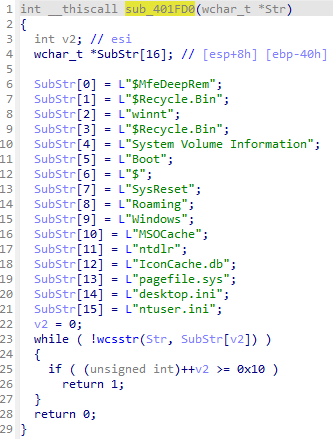 1 int __thiscall sub_401FD0(wchar_t *Str)
2 {
3 int v2; // esi
4 wchar_t *SubStr[16]; // [esp+8h] [ebp-40h]
5
6 SubStr[0] = L"$MfeDeepRem";
7 SubStr[1] = L"$Recycle.Bin";
8 SubStr[2] = L"winnt";
9 SubStr[3] = L"$Recycle.Bin";
10 SubStr[4] = L"System Volume Information";
11 SubStr[5] = L"Boot";
12 SubStr[6] = L"$";
13 SubStr[7] = L"SysReset";
14 SubStr[8] = L"Roaming";
15 SubStr[9] = L"Windows";
16 SubStr[10] = L"MSOCache";
17 SubStr[11] = L"ntdlr";
18 SubStr[12] = L"IconCache.db";
19 SubStr[13] = L"pagefile.sys";
20 SubStr[14] = L"desktop.ini";
21 SubStr[15] = L"ntuser.ini";
22 v2 = 0;
23 while ( !wcsstr(Str, SubStr[v2]) )
24 {
25 if ( (unsigned int)++v2 >= 0x10 )
26 return 1;
27 }
28 return 0;
29 }